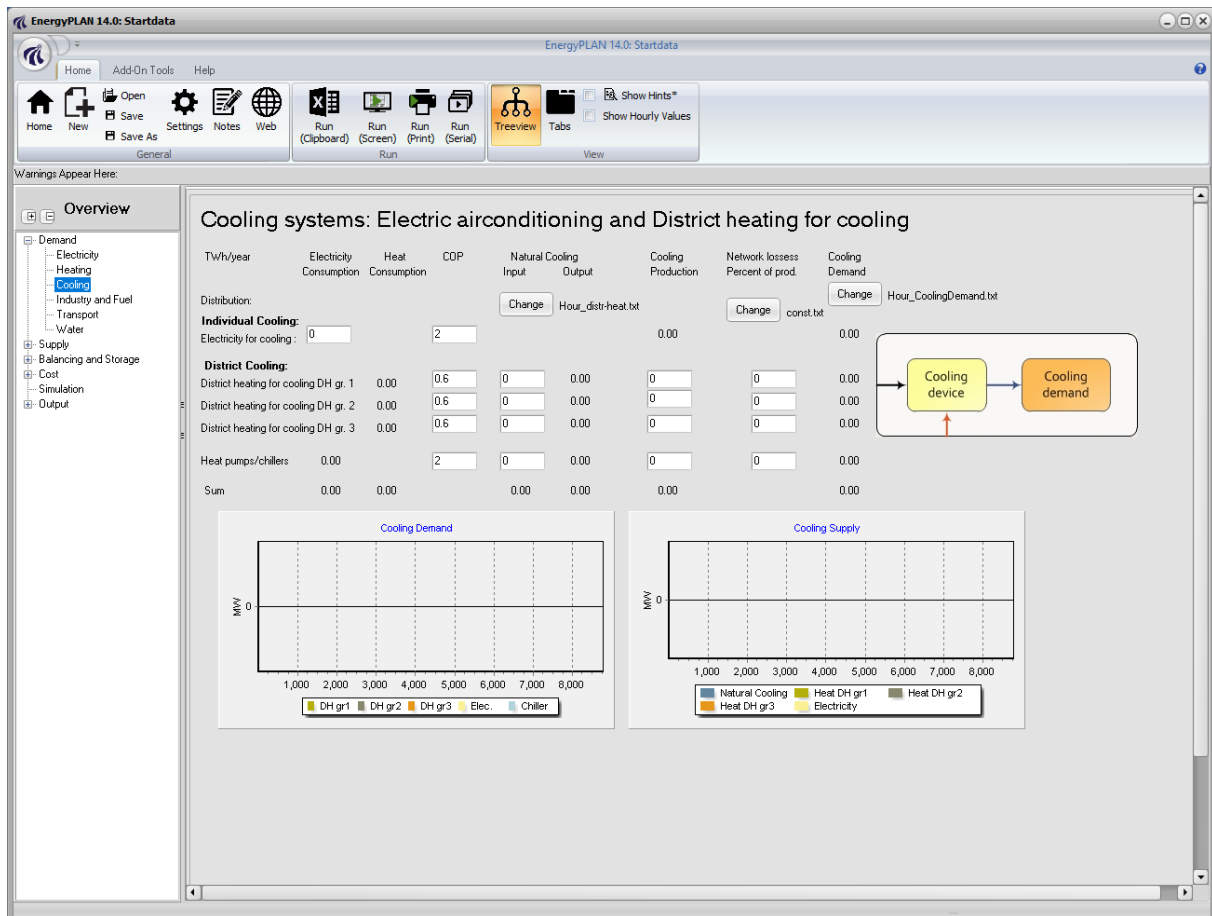 EnergyPLAN 14.0: Startdata
EnergyPLAN 14.0: Startdata
Home Add-On Tools Help
Home New Open Save Save As Settings Notes Web
General
Run (Clipboard) Run (Screen) Run (Print) Run (Serial)
Run
Treeview Tabs Show Hints* Show Hourly Values
View
Warnings Appear Here:
Overview
Demand
Electricity
Heating
Cooling
Industry and Fuel
Transport
Water
Supply
Balancing and Storage
Cost
Simulation
Output
Cooling systems: Electric airconditioning and District heating for cooling
TWh/year Electricity Heat COP Natural Cooling Cooling Network lossess Cooling
Consumption Consumption Input Output Production Percent of prod. Demand
Distribution: Change Hour_distr-heat.txt Change const.txt Change Hour_CoolingDemand.txt
Individual Cooling:
Electricity for cooling : 0 2 0.00 0.00
District Cooling:
District heating for cooling DH gr. 1 0.00 0.6 0 0.00 0 0 0.00
District heating for cooling DH gr. 2 0.00 0.6 0 0.00 0 0 0.00
District heating for cooling DH gr. 3 0.00 0.6 0 0.00 0 0 0.00
Heat pumps/chillers 0.00 2 0 0.00 0 0 0.00
Sum 0.00 0.00 0.00 0.00 0.00 0.00
Cooling device
Cooling demand
Cooling Demand
MW
0
1,000 2,000 3,000 4,000 5,000 6,000 7,000 8,000
DH gr1 DH gr2 DH gr3 Elec. Chiller
Cooling Supply
MW
0
1,000 2,000 3,000 4,000 5,000 6,000 7,000 8,000
Natural Cooling Heat DH gr1 Heat DH gr2
Heat DH gr3 Electricity